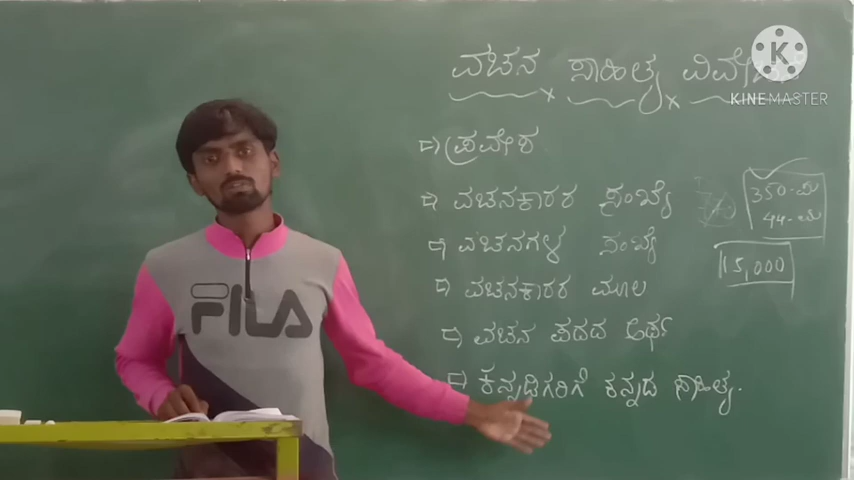 ವಚನ ಸಾಹಿತ್ಯ
KINEMASTER
ಪ್ರವೇಶ
ವಚನಕಾರರ ಸಂಖ್ಯೆ
350-ಮ
44-ಮ
ವಚನಗಳ ಸಂಖ್ಯೆ
15,000
ವಚನಕಾರರ ಮೂಲ
ವಚನ ಪದದ ಅರ್ಥ
ಕನ್ನಡಿಗರಿಗೆ ಕನ್ನಡ ಸಾಹಿತ್ಯ.
FILA